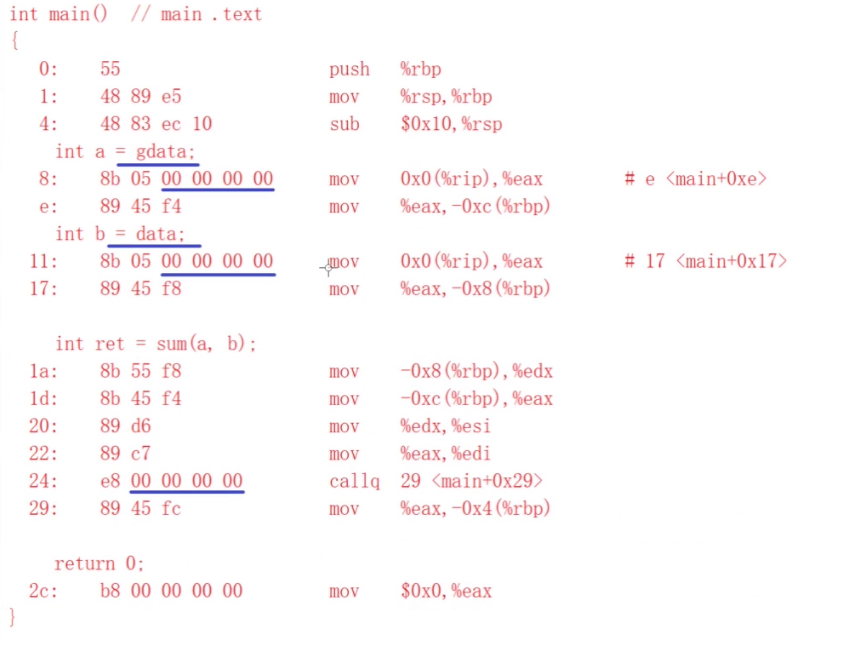 int main()  // main .text
{
0:    55    push    %rbp
1:    48 89 e5    mov    %rsp,%rbp
4:    48 83 ec 10    sub    $0x10,%rsp
int a = gdata;
8:    8b 05 00 00 00 00    mov    0x0(%rip),%eax    # e <main+0xe>
e:    89 45 f4    mov    %eax,-0xc(%rbp)
int b = data;
11:    8b 05 00 00 00 00    mov    0x0(%rip),%eax    # 17 <main+0x17>
17:    89 45 f8    mov    %eax,-0x8(%rbp)
int ret = sum(a, b);
1a:    8b 55 f8    mov    -0x8(%rbp),%edx
1d:    8b 45 f4    mov    -0xc(%rbp),%eax
20:    89 d6    mov    %edx,%esi
22:    89 c7    mov    %eax,%edi
24:    e8 00 00 00 00    callq    29 <main+0x29>
29:    89 45 fc    mov    %eax,-0x4(%rbp)
return 0;
2c:    b8 00 00 00 00    mov    $0x0,%eax
}